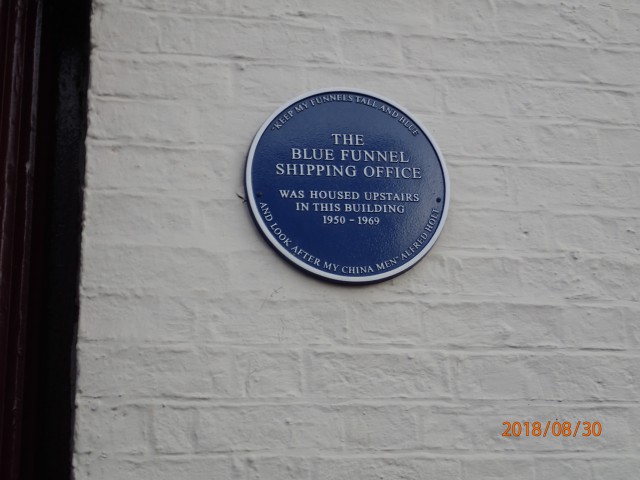 "KEEP MY FUNNELS TALL AND BLUE
THE
BLUE FUNNEL
SHIPPING OFFICE
WAS HOUSED UPSTAIRS
IN THIS BUILDING
1950 - 1969
AND LOOK AFTER MY CHINA MEN" ALFRED HOLT
2018/08/30